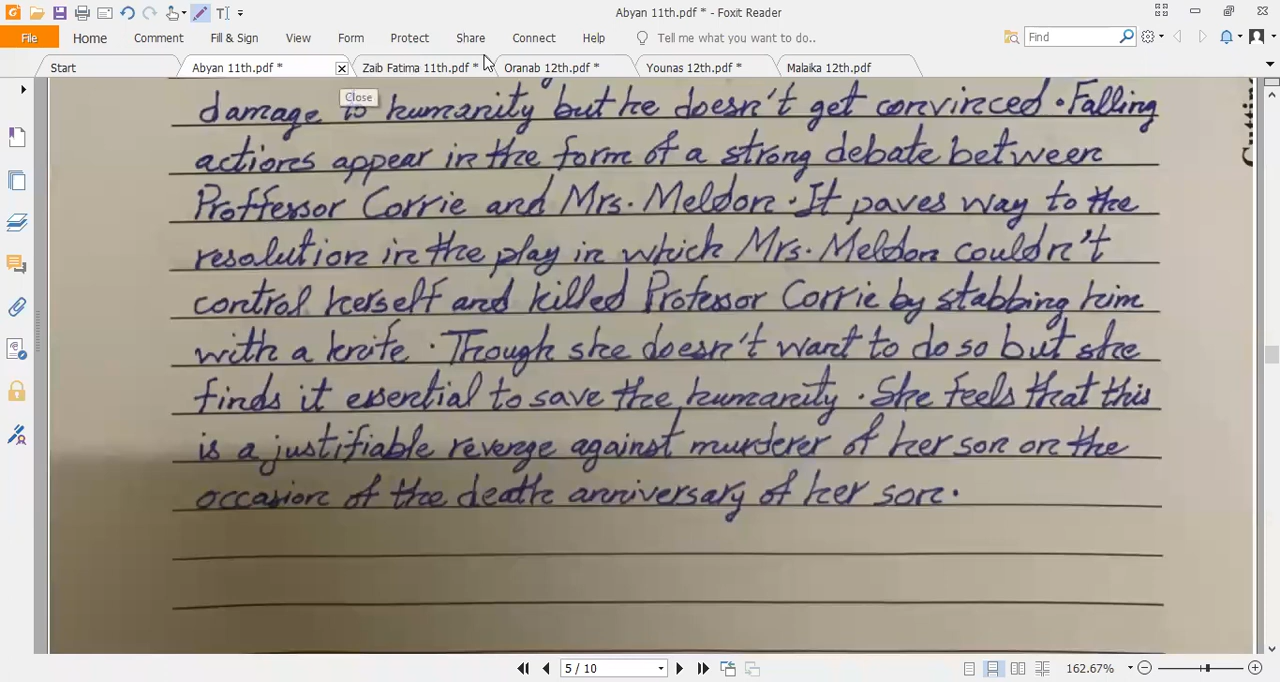 Abyan 11th.pdf * - Foxit Reader
File Home Comment Fill & Sign View Form Protect Share Connect Help Tell me what you want to do.. Find
Start Abyan 11th.pdf * Zaib Fatima 11th.pdf * Oranab 12th.pdf * Younas 12th.pdf * Malaika 12th.pdf
Close
damage to humanity but he doesn't get convinced. Falling
actions appear in the form of a strong debate between
Proffessor Corrie and Mrs. Meldon. It paves way to the
resolution in the play in which Mrs. Meldon couldn't
control herself and killed Professor Corrie by stabbing him
with a knife. Though she doesn't want to do so but she
finds it essential to save the humanity. She feels that this
is a justifiable revenge against murderer of her son on the
occasion of the death anniversary of her son.
5 / 10
162.67%